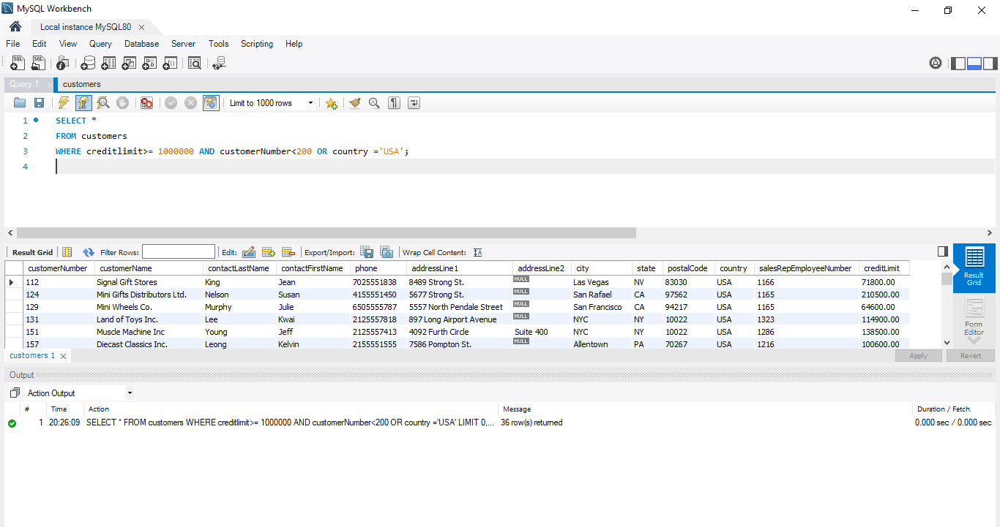 MySQL Workbench
Local instance MySQL80
File Edit View Query Database Server Tools Scripting Help
Query 1 customers
Limit to 1000 rows
1 SELECT *
2 FROM customers
3 WHERE creditlimit>= 1000000 AND customerNumber<200 OR country ='USA';
4
Result Grid Filter Rows: Edit: Export/Import: Wrap Cell Content:
customerNumber customerName contactLastName contactFirstName phone addressLine1 addressLine2 city state postalCode country salesRepEmployeeNumber creditLimit
112 Signal Gift Stores King Jean 7025551838 8489 Strong St. NULL Las Vegas NV 83030 USA 1166 71800.00
124 Mini Gifts Distributors Ltd. Nelson Susan 4155551450 5677 Strong St. NULL San Rafael CA 97562 USA 1165 210500.00
129 Mini Wheels Co. Murphy Julie 6505555787 5557 North Pendale Street NULL San Francisco CA 94217 USA 1165 64600.00
131 Land of Toys Inc. Lee Kwai 2125557818 897 Long Airport Avenue NULL NYC NY 10022 USA 1323 114900.00
151 Muscle Machine Inc Young Jeff 2125557413 4092 Furth Circle Suite 400 NYC NY 10022 USA 1286 138500.00
157 Diecast Classics Inc. Leong Kelvin 2155551555 7586 Pompton St. NULL Allentown PA 70267 USA 1216 100600.00
Result
Grid
Form
Editor
customers 1 Apply Revert
Output
Action Output
# Time Action Message Duration / Fetch
1 20:26:09 SELECT * FROM customers WHERE creditlimit>= 1000000 AND customerNumber<200 OR country ='USA' LIMIT 0,... 36 row(s) returned 0.000 sec / 0.000 sec